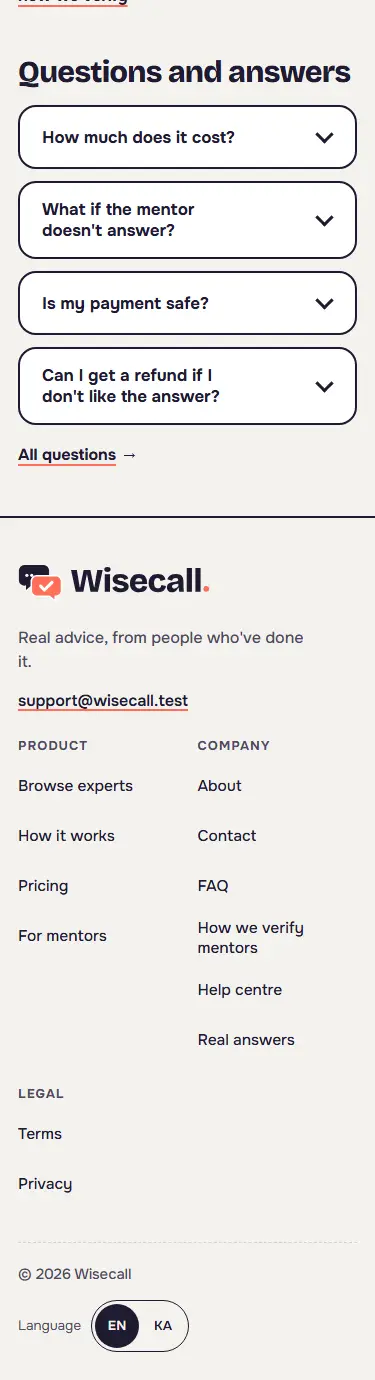 Questions and answers
How much does it cost?
What if the mentor
doesn't answer?
Is my payment safe?
Can I get a refund if I
don't like the answer?
All questions →
Wisecall.
Real advice, from people who've done
it.
support@wisecall.test
PRODUCT
Browse experts
How it works
Pricing
For mentors
COMPANY
About
Contact
FAQ
How we verify
mentors
Help centre
Real answers
LEGAL
Terms
Privacy
© 2026 Wisecall
Language EN KA